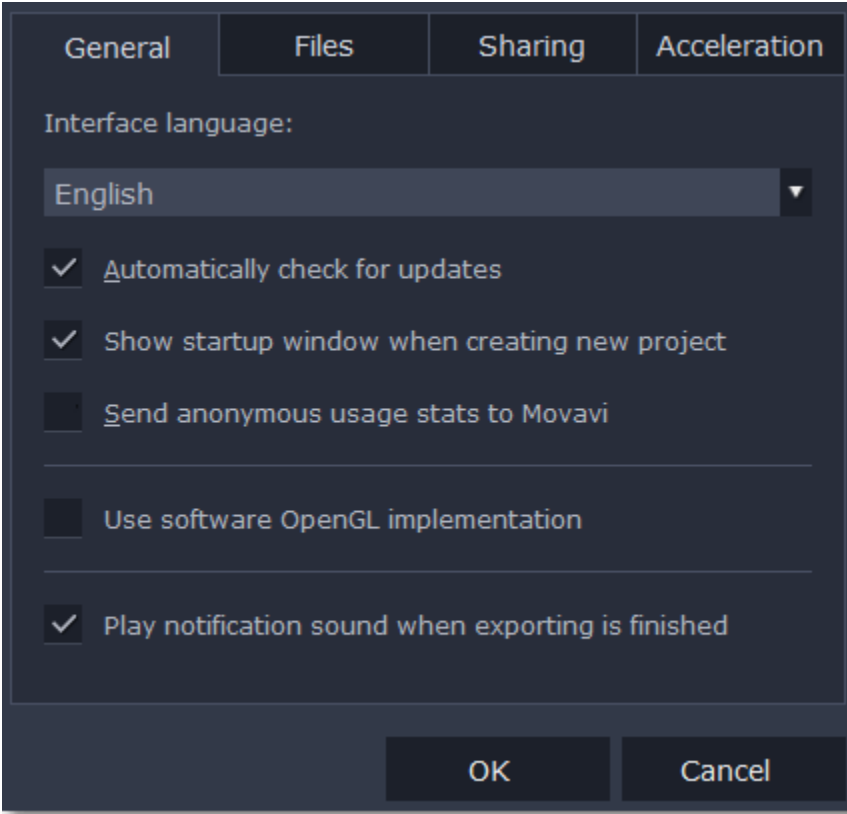 General
Files
Sharing
Acceleration
Interface language:
English
Automatically check for updates
Show startup window when creating new project
Send anonymous usage stats to Movavi
Use software OpenGL implementation
Play notification sound when exporting is finished
OK
Cancel